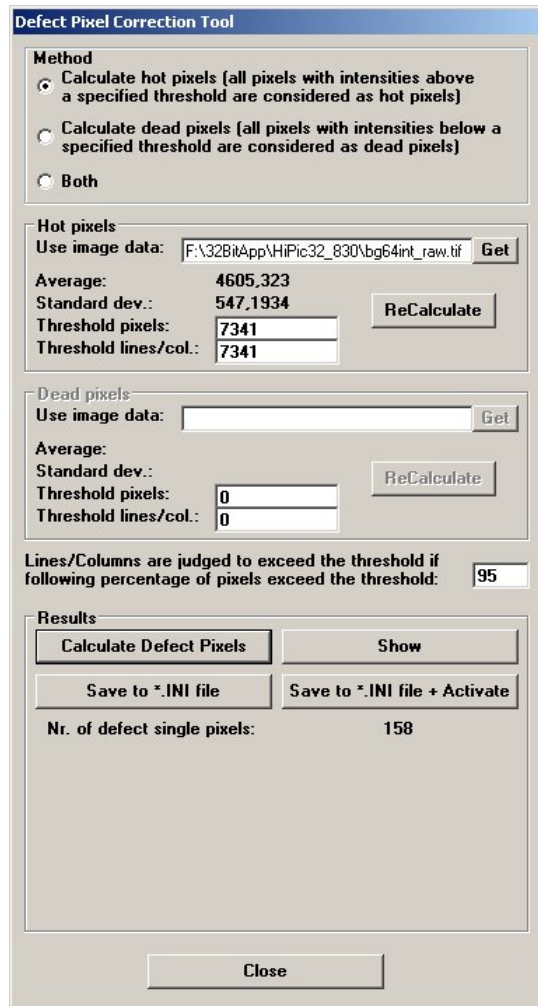 Defect Pixel Correction Tool
Method
Calculate hot pixels (all pixels with intensities above
a specified threshold are considered as hot pixels)
Calculate dead pixels (all pixels with intensities below a
specified threshold are considered as dead pixels)
Both
Hot pixels
Use image data: F:\32BitApp\HiPic32_830\bg64int_raw.tif Get
Average: 4605,323
Standard dev.: 547,1934
ReCalculate
Threshold pixels: 7341
Threshold lines/col.: 7341
Dead pixels
Use image data: Get
Average:
Standard dev.:
ReCalculate
Threshold pixels: 0
Threshold lines/col.: 0
Lines/Columns are judged to exceed the threshold if
following percentage of pixels exceed the threshold: 95
Results
Calculate Defect Pixels Show
Save to *.INI file Save to *.INI file + Activate
Nr. of defect single pixels: 158
Close